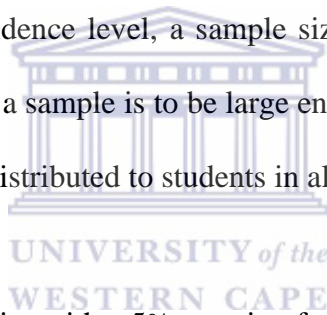 dence level, a sample siz
a sample is to be large en
istributed to students in al
UNIVERSITY of the
WESTERN CAPE